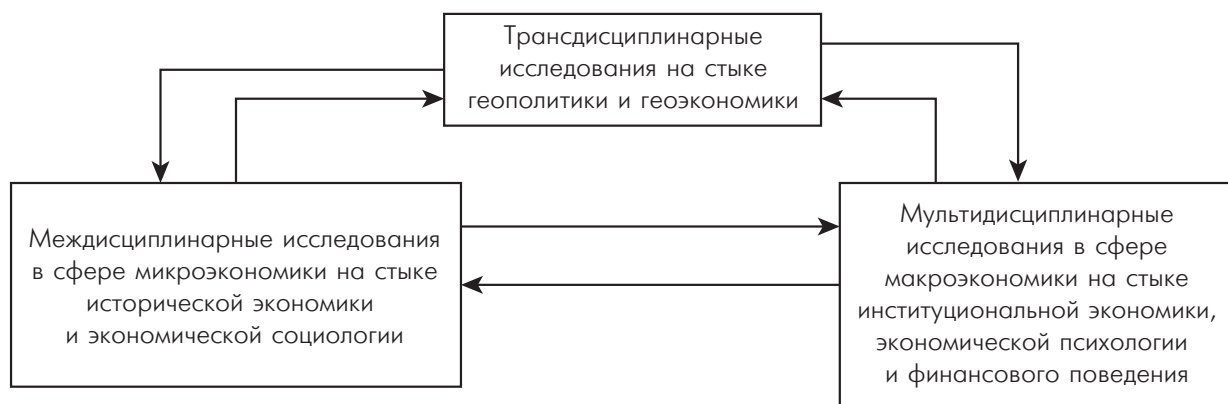 Трансдисциплинарные
исследования на стыке
геополитики и геоэкономики
Междисциплинарные исследования
в сфере микроэкономики на стыке
исторической экономики
и экономической социологии
Мультидисциплинарные
исследования в сфере
макроэкономики на стыке
институциональной экономики,
экономической психологии
и финансового поведения